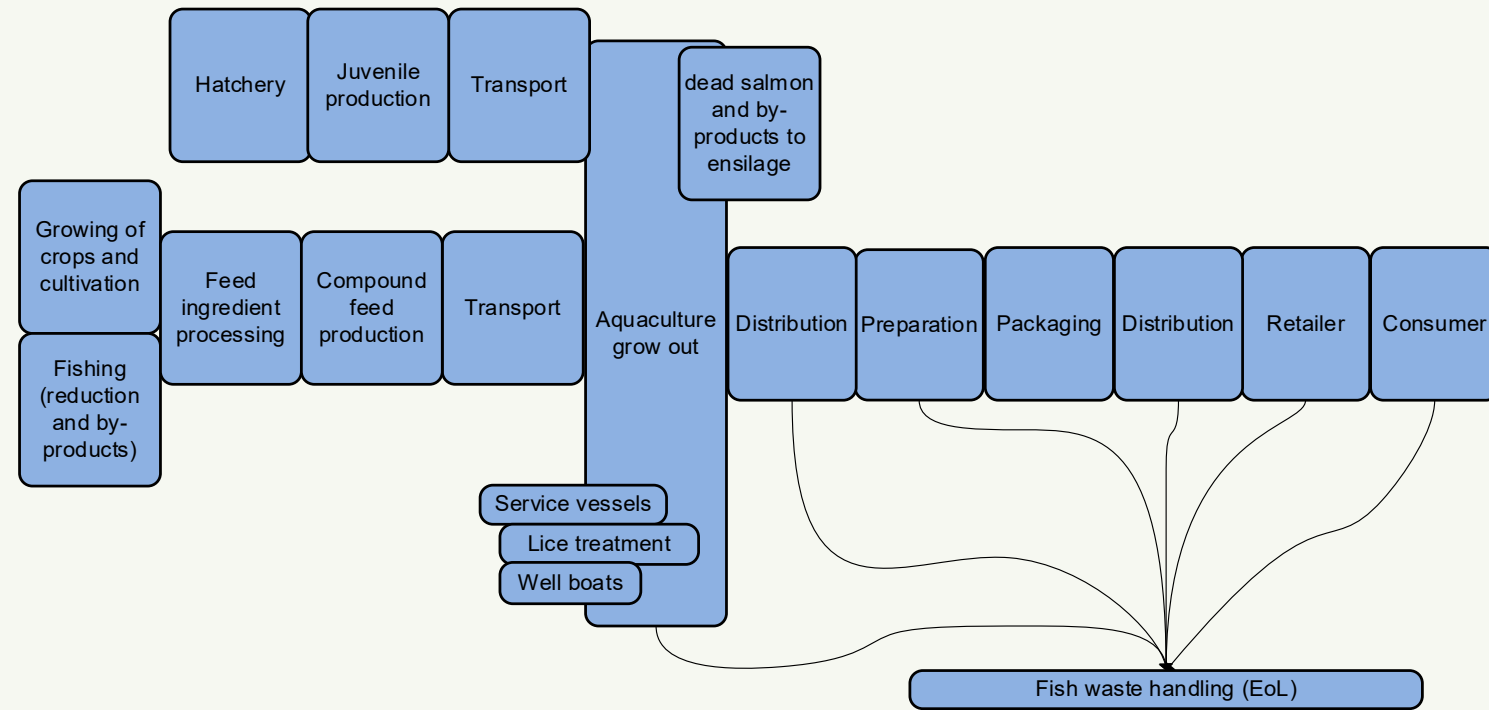 Hatchery
Juvenile
production
Transport
dead salmon
and by-
products to
ensilage
Growing of
crops and
cultivation
Fishing
(reduction
and by-
products)
Feed
ingredient
processing
Compound
feed
production
Transport
Aquaculture
grow out
Distribution
Preparation
Packaging
Distribution
Retailer
Consumer
Service vessels
Lice treatment
Well boats
Fish waste handling (EoL)